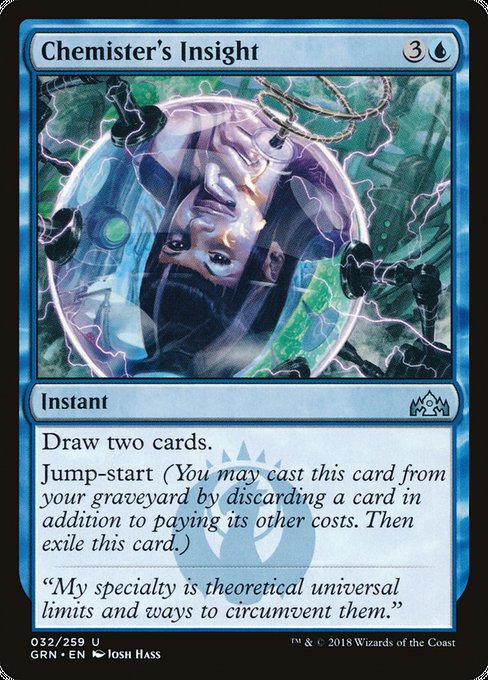 Chemister's Insight 3
Instant
Draw two cards.
Jump-start (You may cast this card from
your graveyard by discarding a card in
addition to paying its other costs. Then
exile this card.)
“My specialty is theoretical universal
limits and ways to circumvent them.”
032/259 U
GRN • EN Josh Hass
™ & © 2018 Wizards of the Coast